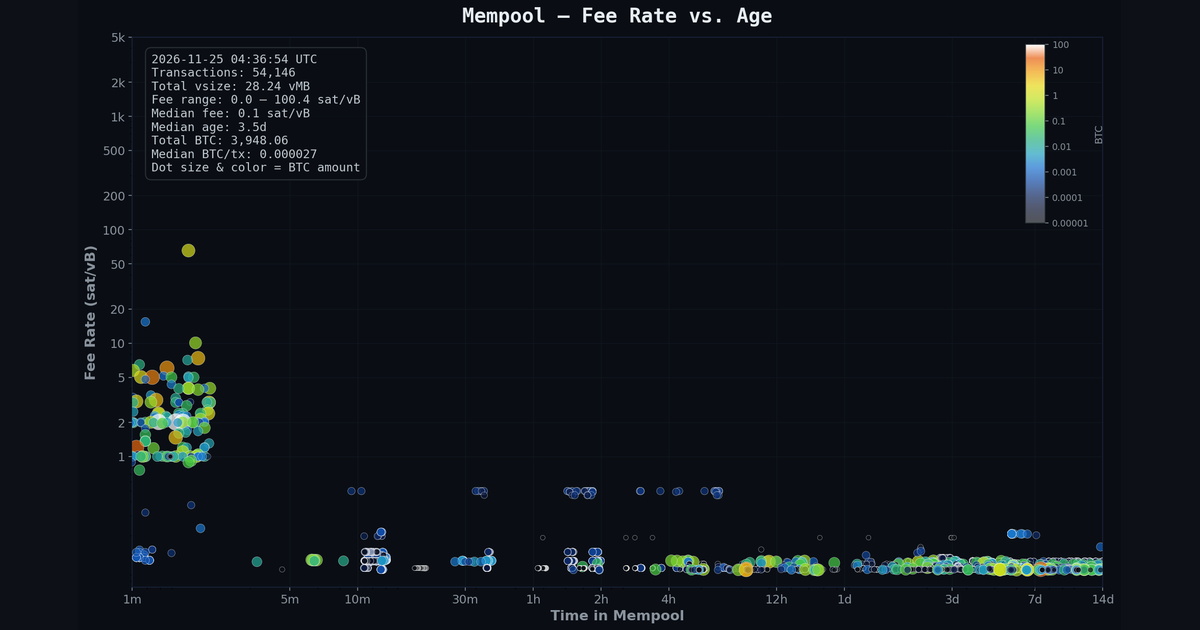 Mempool — Fee Rate vs. Age
2026-11-25 04:36:54 UTC
Transactions: 54,146
Total vsize: 28.24 vMB
Fee range: 0.0 — 100.4 sat/vB
Median fee: 0.1 sat/vB
Median age: 3.5d
Total BTC: 3,948.06
Median BTC/tx: 0.000027
Dot size & color = BTC amount
5k
2k
1k
500
200
100
50
20
10
5
2
1
Fee Rate (sat/vB)
100
10
1
0.1
0.01
0.001
0.0001
0.00001
BTC
1m 5m 10m 30m 1h 2h 4h 12h 1d 3d 7d 14d
Time in Mempool